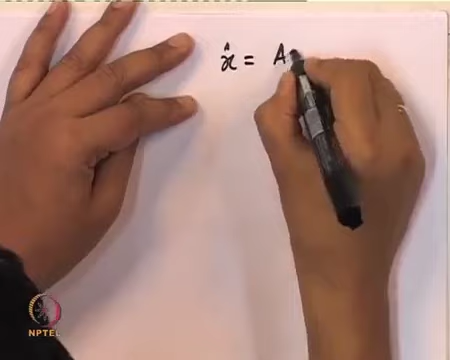 ẋ = A
NPTEL